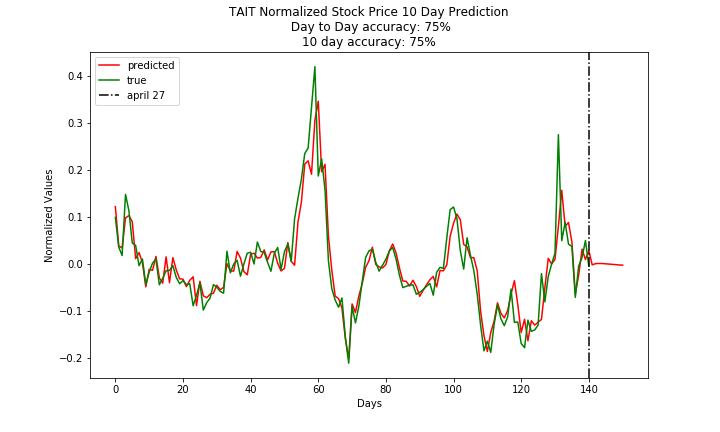 TAIT Normalized Stock Price 10 Day Prediction
Day to Day accuracy: 75%
10 day accuracy: 75%
predicted
true
april 27
Normalized Values
0.4
0.3
0.2
0.1
0.0
−0.1
−0.2
0
20
40
60
80
100
120
140
Days